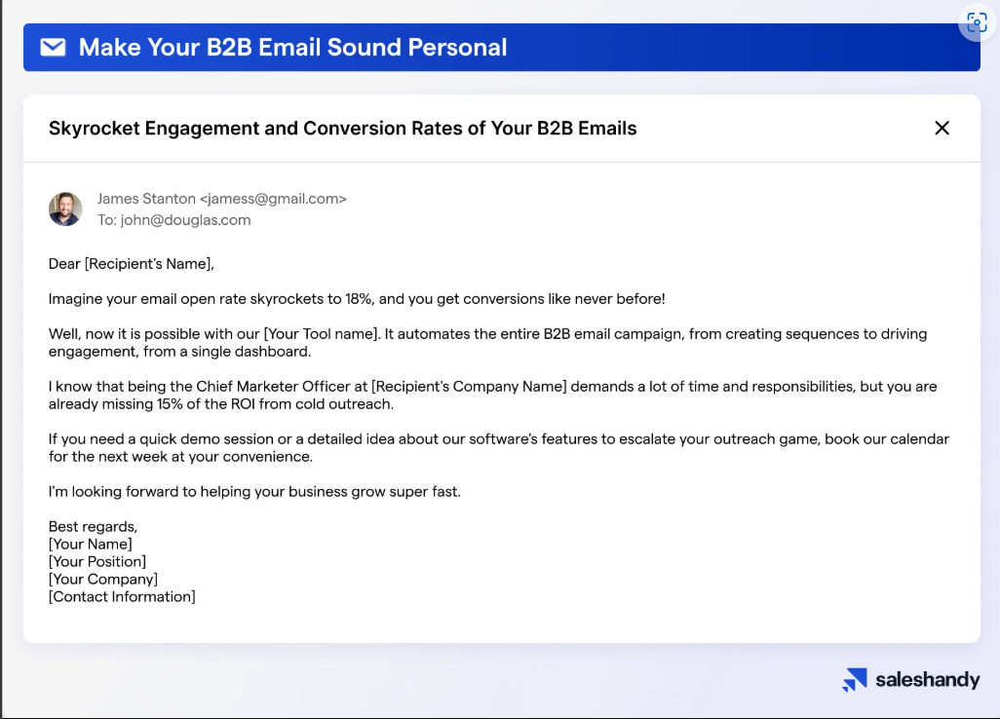 Make Your B2B Email Sound Personal
Skyrocket Engagement and Conversion Rates of Your B2B Emails
James Stanton <jamess@gmail.com>
To: john@douglas.com
Dear [Recipient's Name],
Imagine your email open rate skyrockets to 18%, and you get conversions like never before!
Well, now it is possible with our [Your Tool name]. It automates the entire B2B email campaign, from creating sequences to driving
engagement, from a single dashboard.
I know that being the Chief Marketer Officer at [Recipient's Company Name] demands a lot of time and responsibilities, but you are
already missing 15% of the ROI from cold outreach.
If you need a quick demo session or a detailed idea about our software's features to escalate your outreach game, book our calendar
for the next week at your convenience.
I'm looking forward to helping your business grow super fast.
Best regards,
[Your Name]
[Your Position]
[Your Company]
[Contact Information]
saleshandy